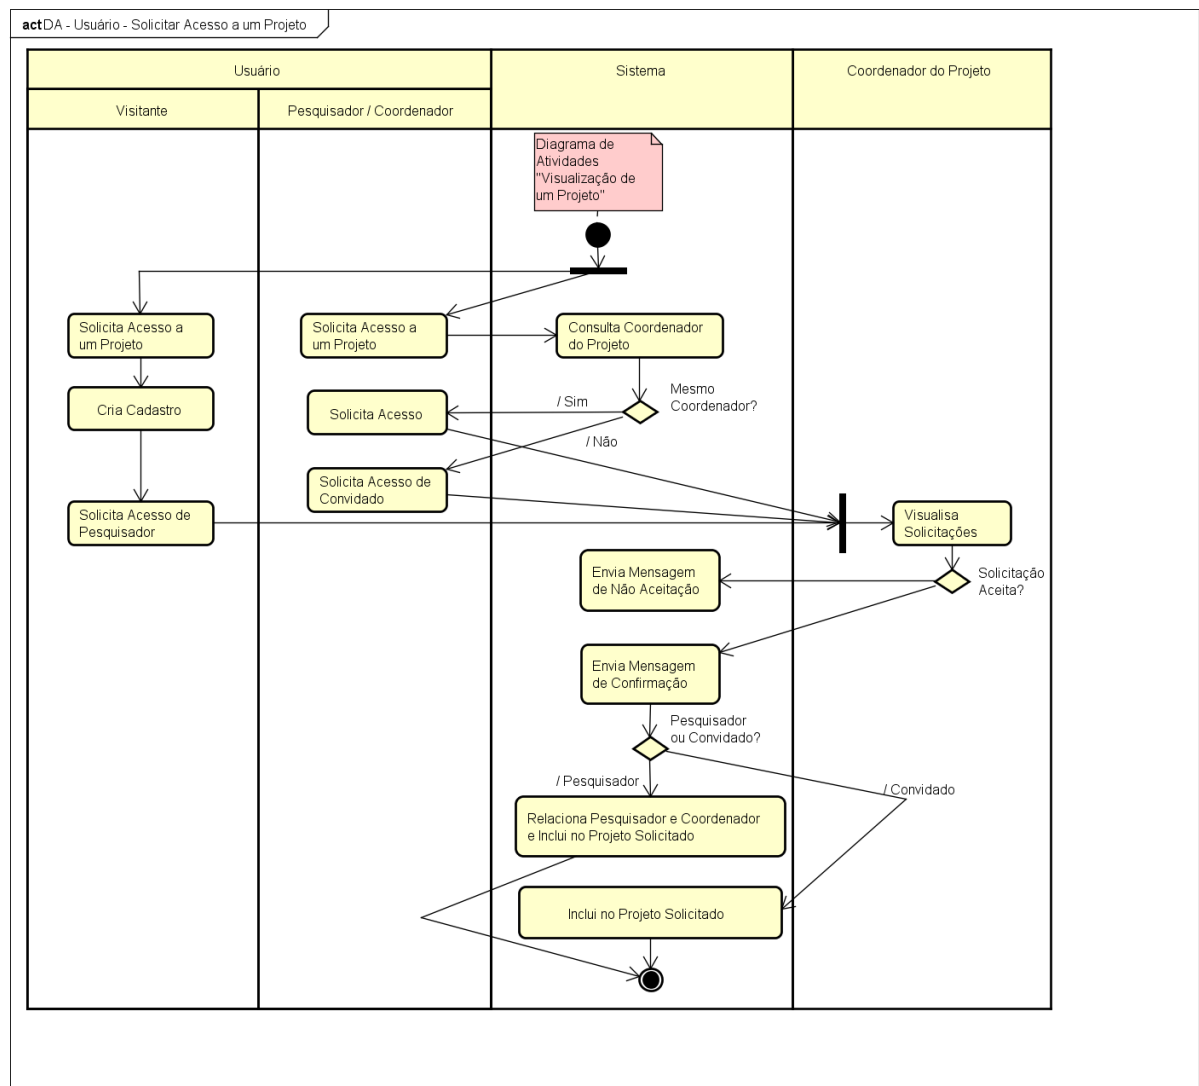 act DA - Usuário - Solicitar Acesso a um Projeto
Usuário
Sistema
Coordenador do Projeto
Visitante
Pesquisador / Coordenador
Diagrama de
Atividades
"Visualização de
um Projeto"
Solicita Acesso a
um Projeto
Solicita Acesso a
um Projeto
Consulta Coordenador
do Projeto
Mesmo
Coordenador?
Cria Cadastro
Solicita Acesso
/ Sim
/ Não
Solicita Acesso de
Convidado
Solicita Acesso de
Pesquisador
Visualisa
Solicitações
Solicitação
Aceita?
Envia Mensagem
de Não Aceitação
Envia Mensagem
de Confirmação
Pesquisador
ou Convidado?
/ Pesquisador
/ Convidado
Relaciona Pesquisador e Coordenador
e Inclui no Projeto Solicitado
Inclui no Projeto Solicitado